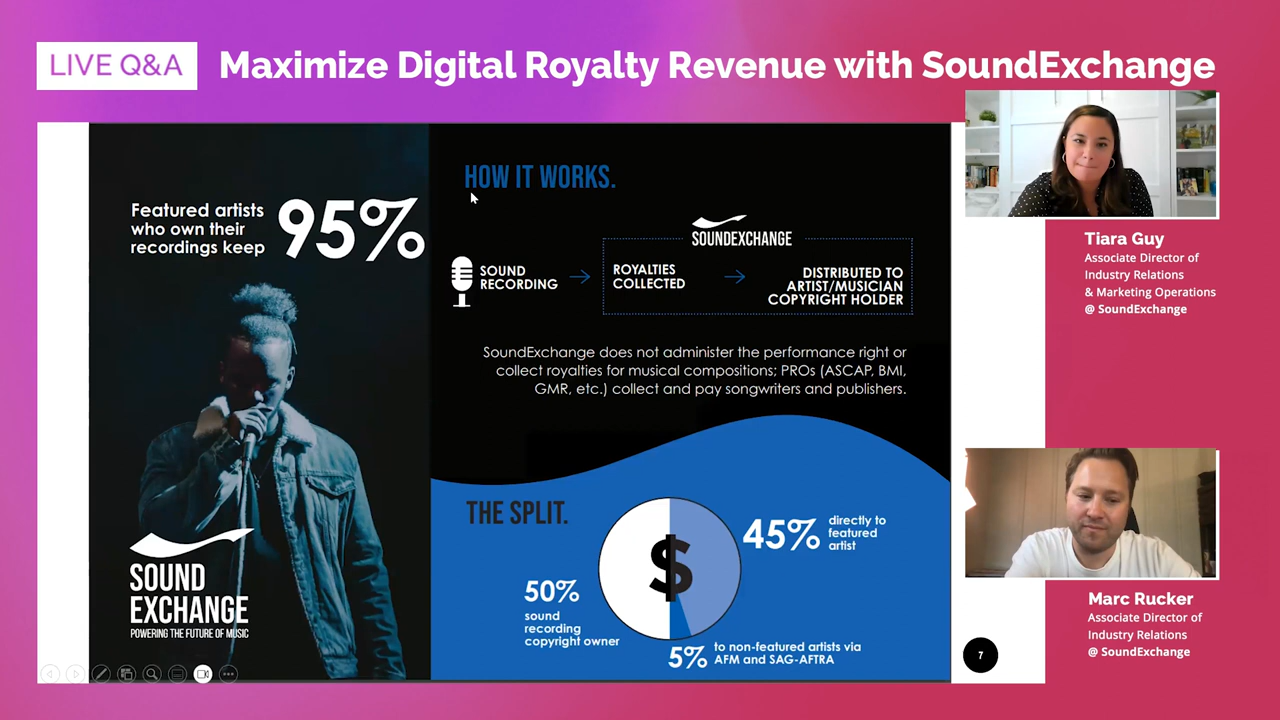 LIVE Q&A
Maximize Digital Royalty Revenue with SoundExchange
Featured artists
who own their
recordings keep
95%
SOUND
EXCHANGE
POWERING THE FUTURE OF MUSIC
HOW IT WORKS.
SOUNDEXCHANGE
SOUND
RECORDING
ROYALTIES
COLLECTED
DISTRIBUTED TO
ARTIST/MUSICIAN
COPYRIGHT HOLDER
SoundExchange does not administer the performance right or
collect royalties for musical compositions; PROs (ASCAP, BMI,
GMR, etc.) collect and pay songwriters and publishers.
THE SPLIT.
$
45%
directly to
featured
artist
50%
sound
recording
copyright owner
5%
to non-featured artists via
AFM and SAG-AFTRA
7
Tiara Guy
Associate Director of
Industry Relations
& Marketing Operations
@ SoundExchange
Marc Rucker
Associate Director of
Industry Relations
@ SoundExchange